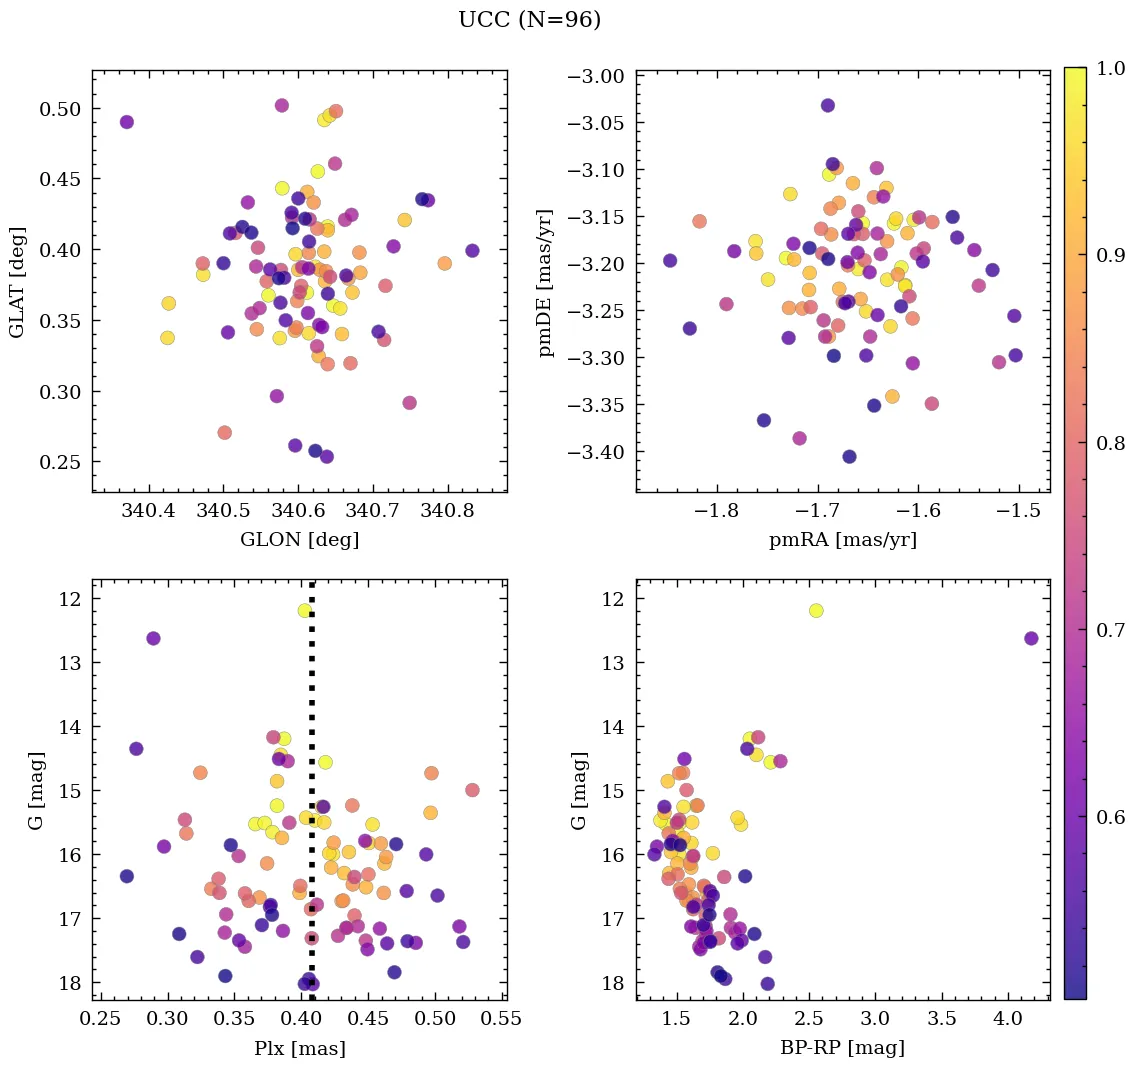 UCC (N=96)
0.50
0.45
0.40
0.35
0.30
0.25
GLAT [deg]
340.4 340.5 340.6 340.7 340.8
GLON [deg]
−3.00
−3.05
−3.10
−3.15
−3.20
−3.25
−3.30
−3.35
−3.40
pmDE [mas/yr]
−1.8 −1.7 −1.6 −1.5
pmRA [mas/yr]
1.0
0.9
0.8
0.7
0.6
12
13
14
15
16
17
18
G [mag]
0.25 0.30 0.35 0.40 0.45 0.50 0.55
Plx [mas]
12
13
14
15
16
17
18
G [mag]
1.5 2.0 2.5 3.0 3.5 4.0
BP-RP [mag]